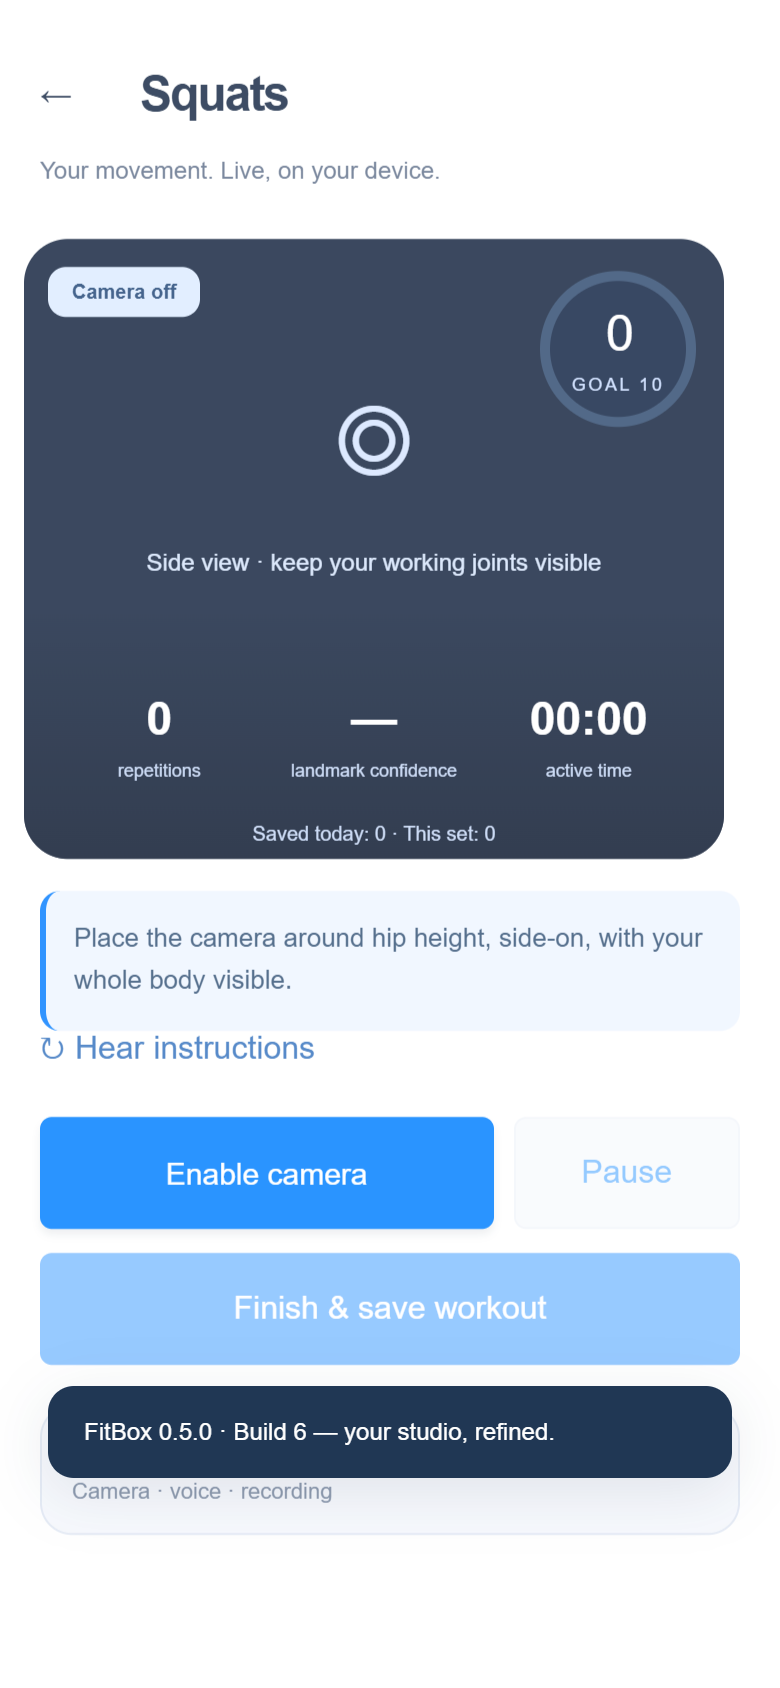 ← Squats
Your movement. Live, on your device.
Camera off
0
GOAL 10
Side view · keep your working joints visible
0 — 00:00
repetitions landmark confidence active time
Saved today: 0 · This set: 0
Place the camera around hip height, side-on, with your
whole body visible.
↻ Hear instructions
Enable camera Pause
Finish & save workout
FitBox 0.5.0 · Build 6 — your studio, refined.
Camera · voice · recording